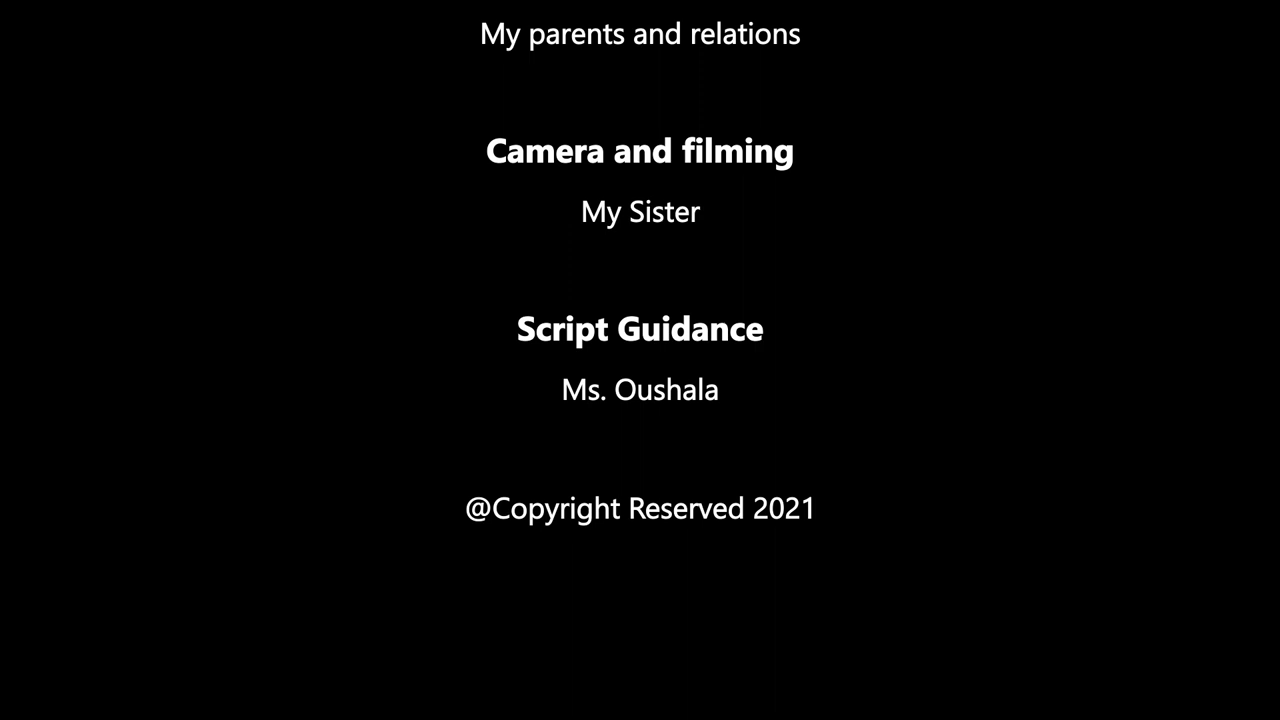 My parents and relations
Camera and filming
My Sister
Script Guidance
Ms. Oushala
@Copyright Reserved 2021